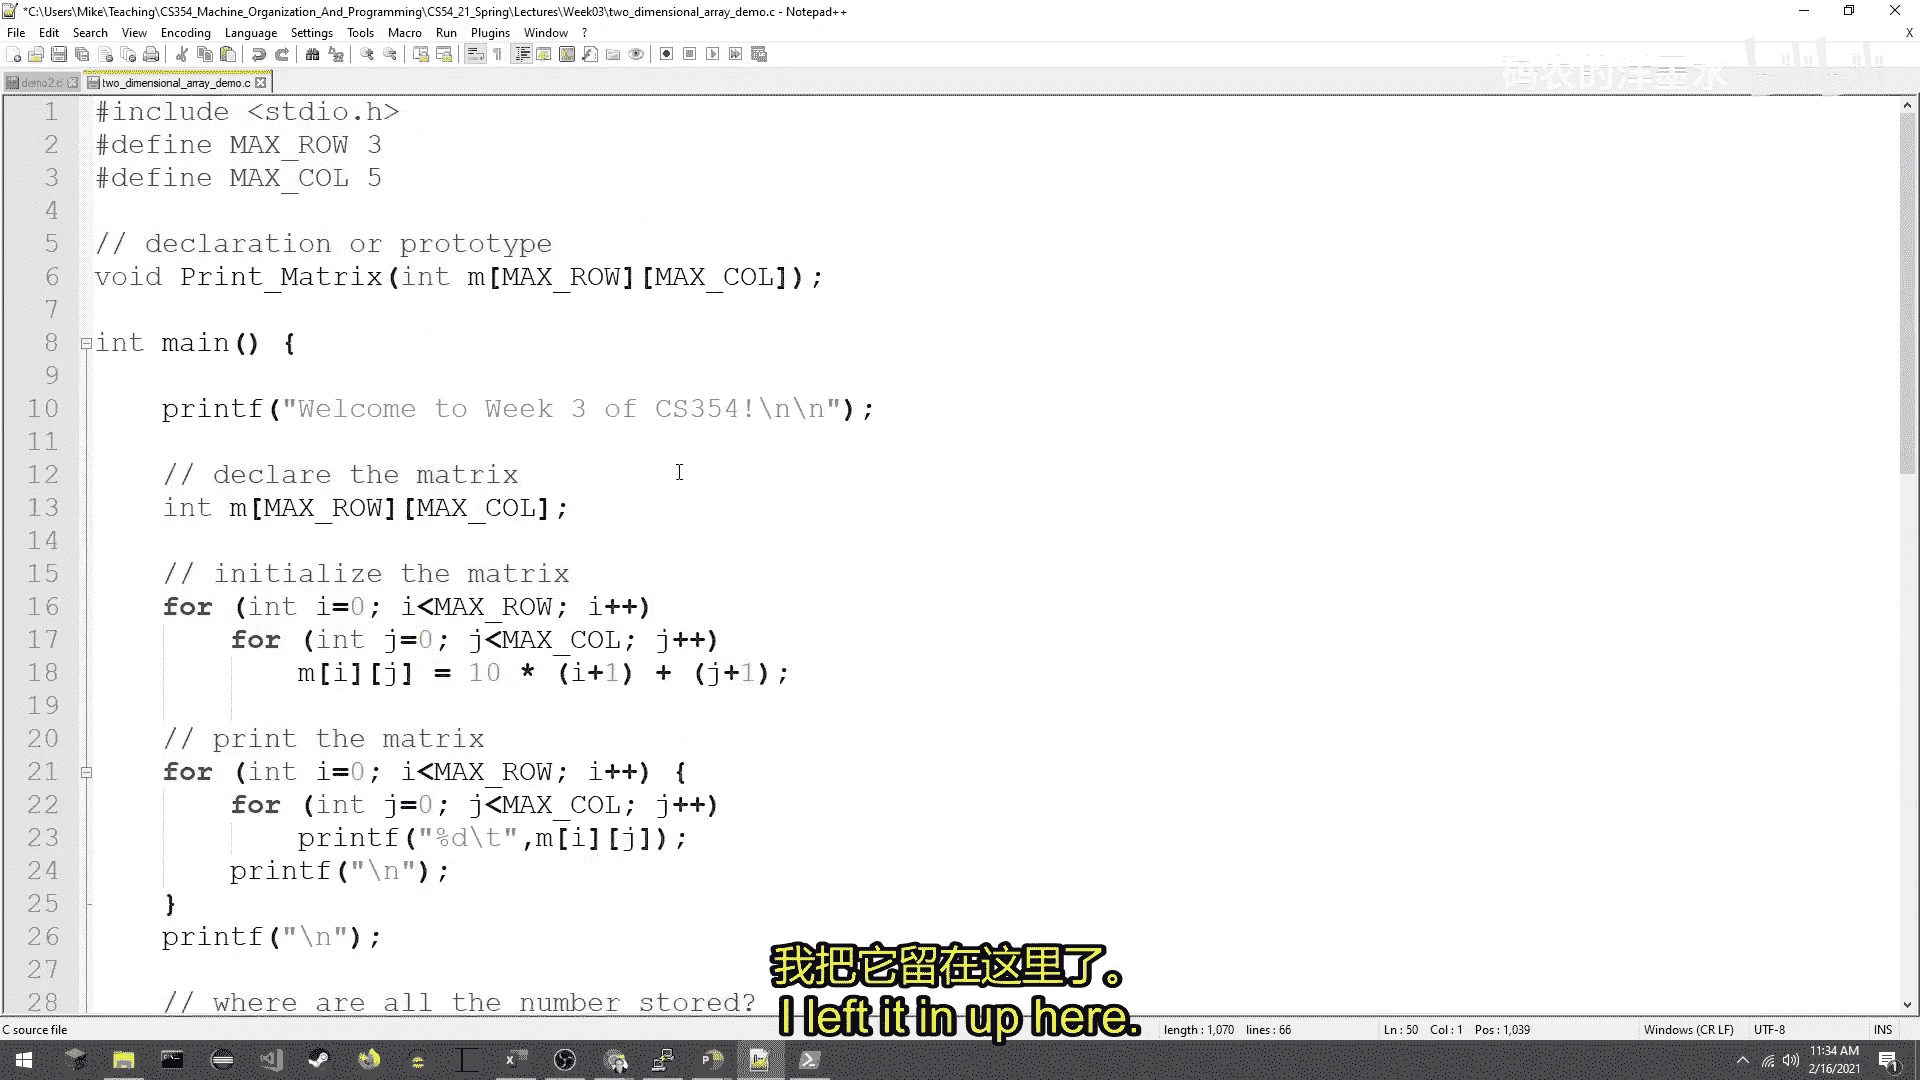 *C:\Users\Mike\Teaching\CS354_Machine_Organization_And_Programming\CS54_21_Spring\Lectures\Week03\two_dimensional_array_demo.c - Notepad++
File Edit Search View Encoding Language Settings Tools Macro Run Plugins Window ? X
demo2.c two_dimensional_array_demo.c
码农的洋墨水
1 #include <stdio.h>
2 #define MAX_ROW 3
3 #define MAX_COL 5
4
5 // declaration or prototype
6 void Print_Matrix(int m[MAX_ROW][MAX_COL]);
7
8 int main() {
9
10 printf("Welcome to Week 3 of CS354!\n\n");
11
12 // declare the matrix
13 int m[MAX_ROW][MAX_COL];
14
15 // initialize the matrix
16 for (int i=0; i<MAX_ROW; i++)
17 for (int j=0; j<MAX_COL; j++)
18 m[i][j] = 10 * (i+1) + (j+1);
19
20 // print the matrix
21 for (int i=0; i<MAX_ROW; i++) {
22 for (int j=0; j<MAX_COL; j++)
23 printf("%d\t",m[i][j]);
24 printf("\n");
25 }
26 printf("\n");
27
28 // where are all the number stored?
我把它留在这里了。
I left it in up here.
C source file length : 1,070 lines : 66 Ln : 50 Col : 1 Pos : 1,039 Windows (CR LF) UTF-8 INS
11:34 AM
2/16/2021